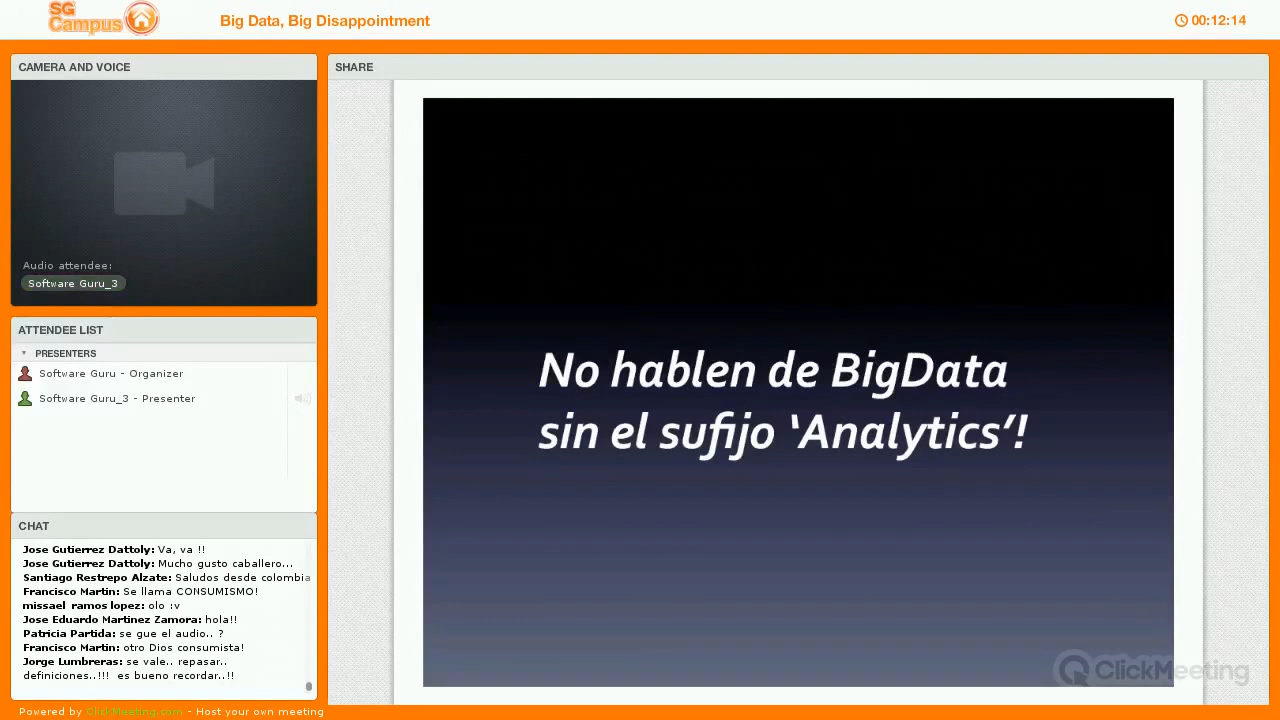 SG
Campus
Big Data, Big Disappointment
00:12:14
CAMERA AND VOICE
Audio attendee:
Software Guru_3
ATTENDEE LIST
PRESENTERS
Software Guru - Organizer
Software Guru_3 - Presenter
CHAT
Jose Gutierrez Dattoly: Va, va !!
Jose Gutierrez Dattoly: Mucho gusto caballero...
Santiago Restrepo Alzate: Saludos desde colombia
Francisco Martin: Se llama CONSUMISMO!
missael ramos lopez: olo :v
Jose Eduardo Martinez Zamora: hola!!
Patricia Partida: se gue el audio.. ?
Francisco Martin: otro Dios consumista!
Jorge Lumbreras: se vale.. repasar..
definiciones..!!! es bueno recordar..!!
SHARE
No hablen de BigData
sin el sufijo ‘Analytics’!
ClickMeeting
Powered by ClickMeeting.com - Host your own meeting